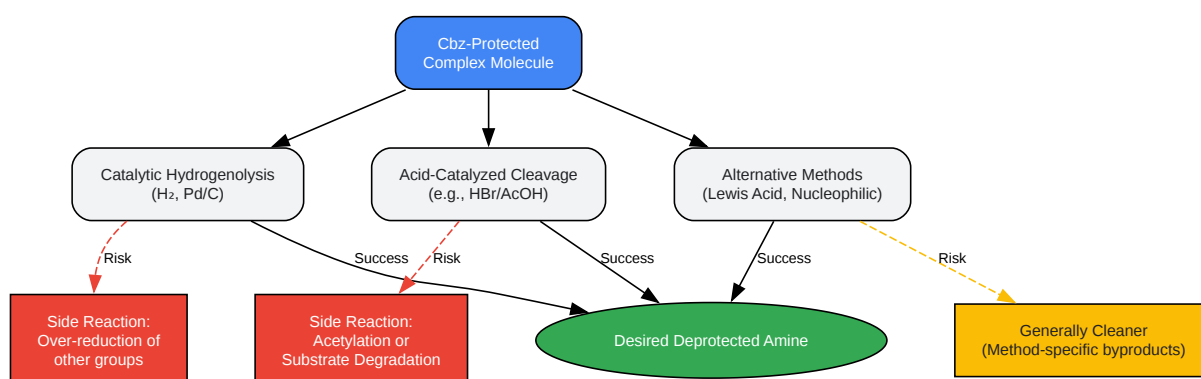 Cbz-Protected
Complex Molecule
Catalytic Hydrogenolysis
(H₂, Pd/C)
Acid-Catalyzed Cleavage
(e.g., HBr/AcOH)
Alternative Methods
(Lewis Acid, Nucleophilic)
Risk
Success
Risk
Success
Success
Risk
Side Reaction:
Over-reduction of
other groups
Side Reaction:
Acetylation or
Substrate Degradation
Desired Deprotected Amine
Generally Cleaner
(Method-specific byproducts)